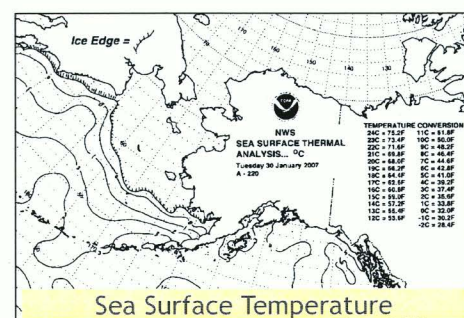 Ice Edge =
170
160
150
140
130
NWS
SEA SURFACE THERMAL
ANALYSIS... °C
Tuesday 30 January 2007
A - 220
TEMPERATURE CONVERSION
24C = 75.2F 11C = 51.8F
23C = 73.4F 10C = 50.0F
22C = 71.6F 9C = 48.2F
21C = 69.8F 8C = 46.4F
20C = 68.0F 7C = 44.6F
19C = 66.2F 6C = 42.8F
18C = 64.4F 5C = 41.0F
17C = 62.6F 4C = 39.2F
16C = 60.8F 3C = 37.4F
15C = 59.0F 2C = 35.6F
14C = 57.2F 1C = 33.8F
13C = 55.4F 0C = 32.0F
12C = 53.6F -1C = 30.2F
-2C = 28.4F
Sea Surface Temperature